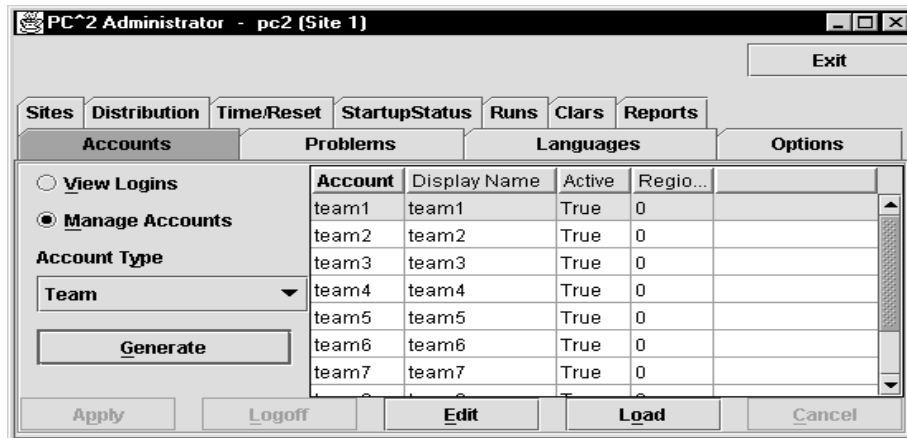 PC^2 Administrator - pc2 (Site 1)
Exit
Sites Distribution Time/Reset StartupStatus Runs Clars Reports
Accounts Problems Languages Options
View Logins
Manage Accounts
Account Type
Team
Generate
Account Display Name Active Regio...
team1 team1 True 0
team2 team2 True 0
team3 team3 True 0
team4 team4 True 0
team5 team5 True 0
team6 team6 True 0
team7 team7 True 0
Apply Logoff Edit Load Cancel